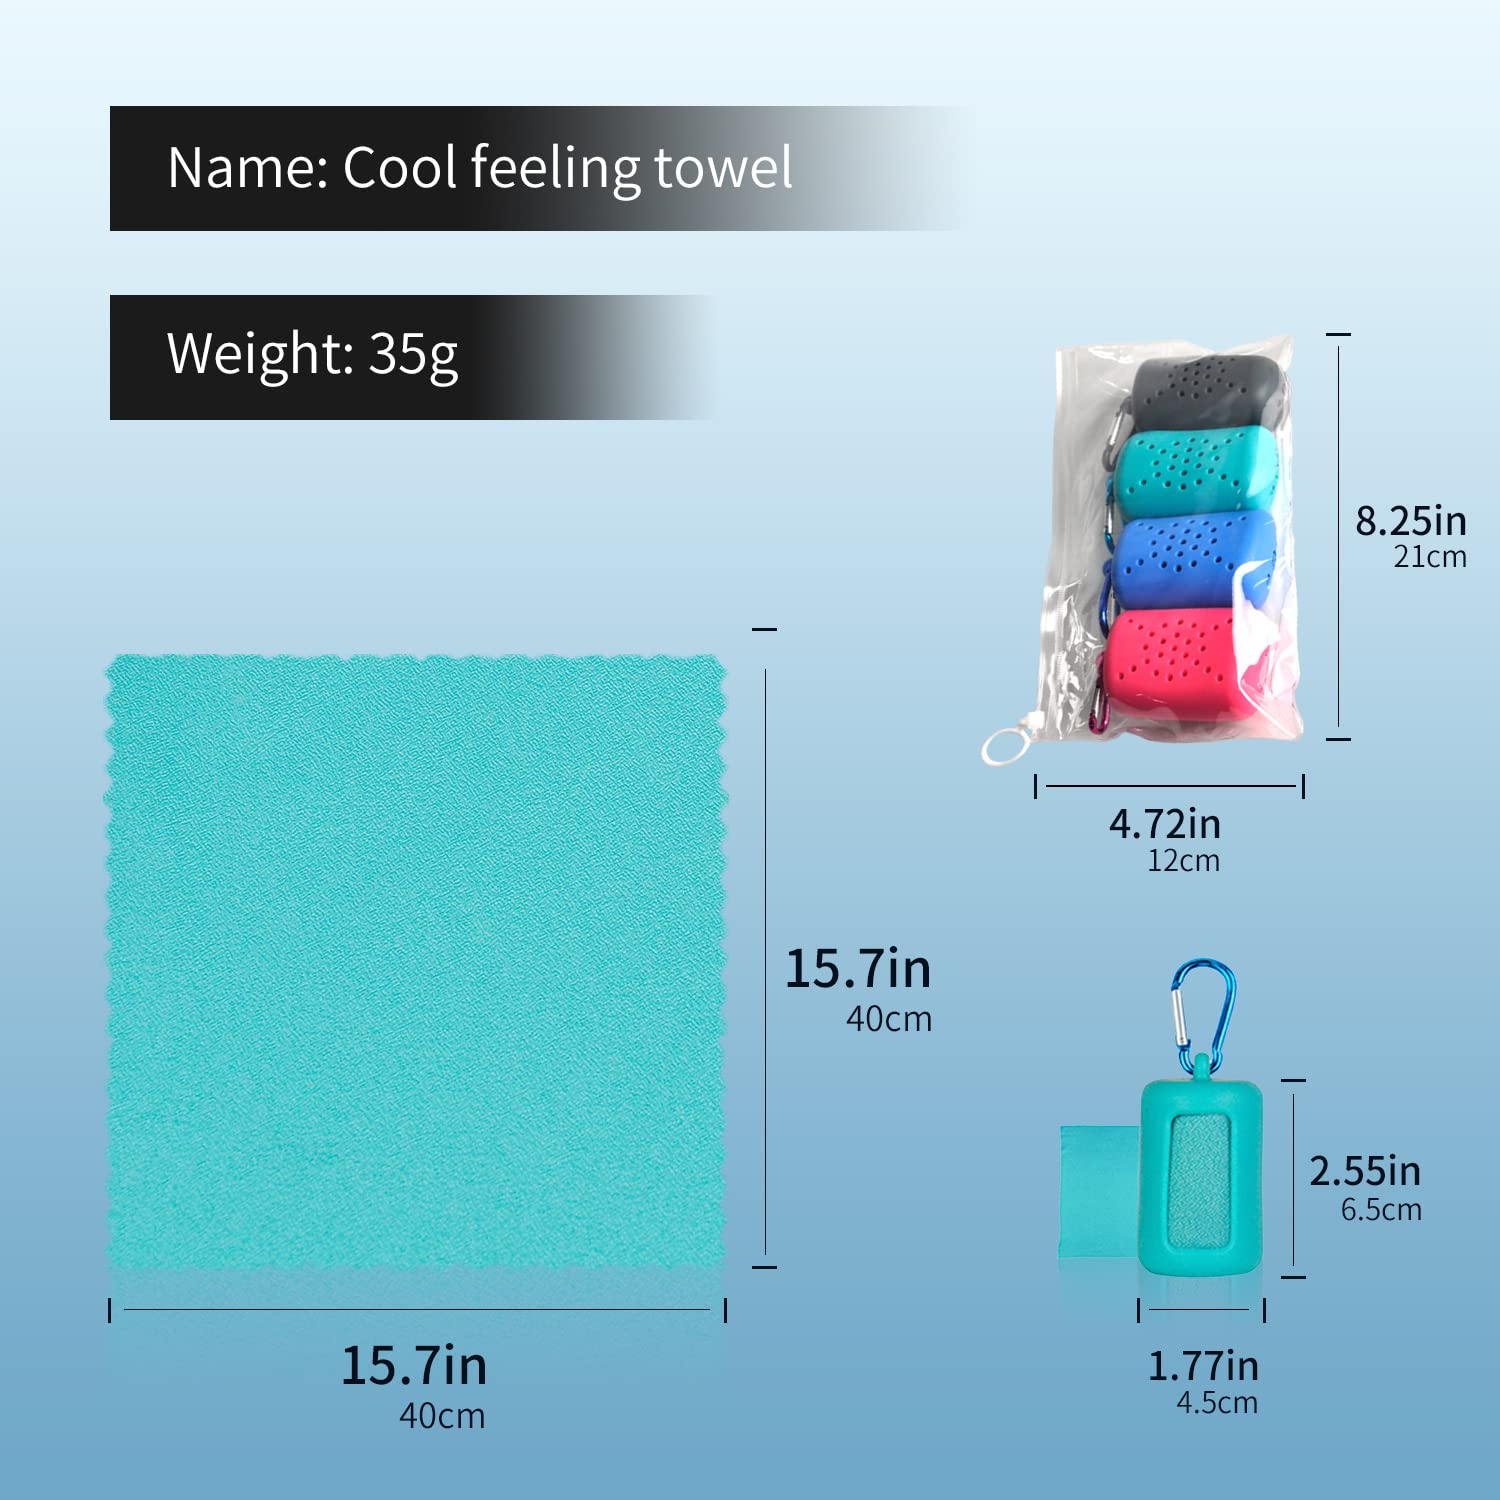 Name: Cool feeling towel
Weight: 35g
8.25in
21cm
4.72in
12cm
15.7in
40cm
2.55in
6.5cm
15.7in
40cm
1.77in
4.5cm